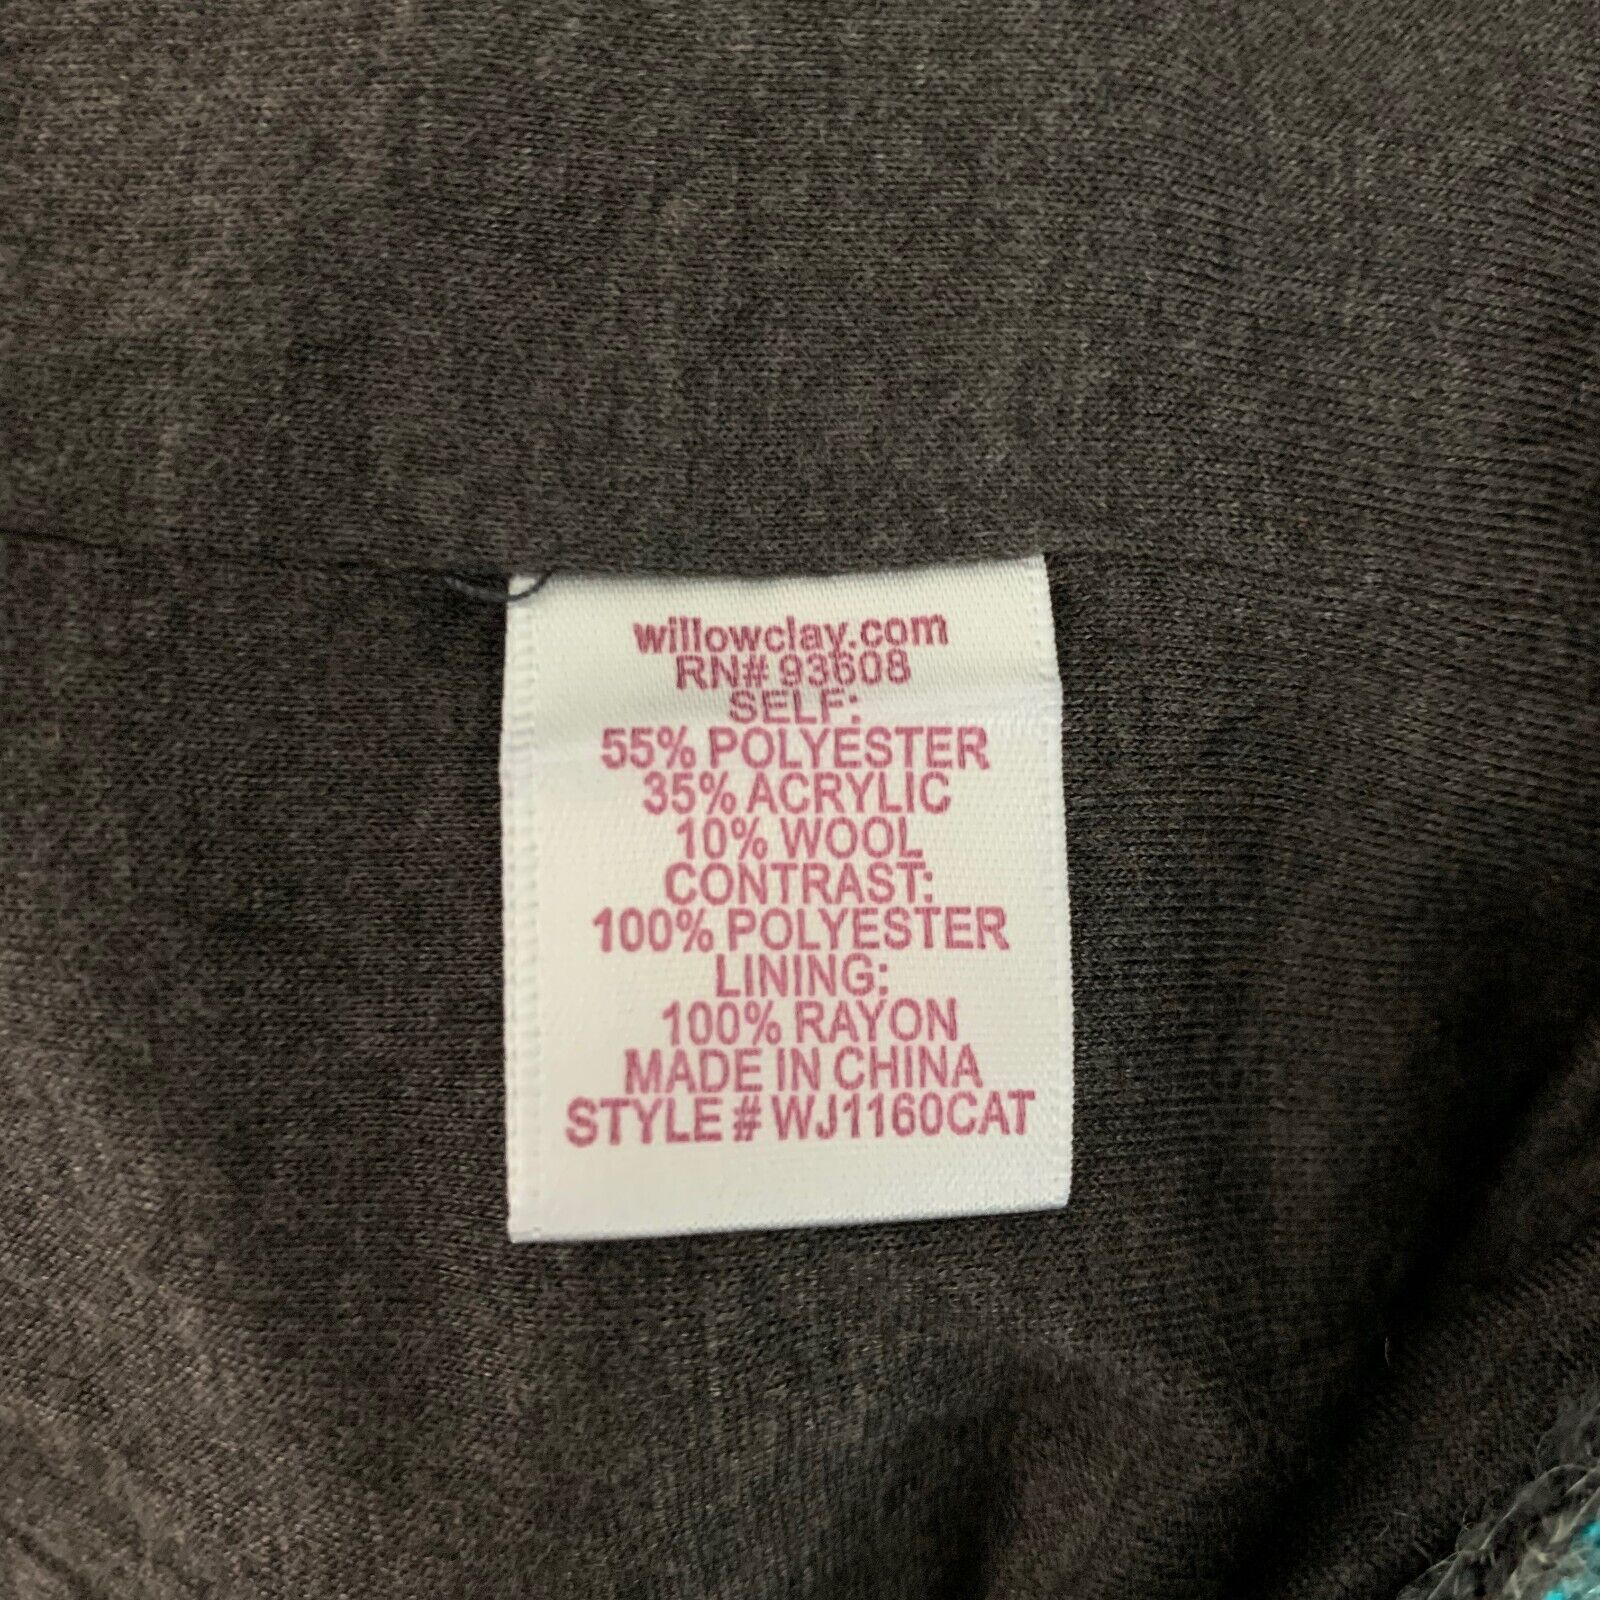 willowclay.com
RN# 93608
SELF:
55% POLYESTER
35% ACRYLIC
10% WOOL
CONTRAST:
100% POLYESTER
LINING:
100% RAYON
MADE IN CHINA
STYLE # WJ1160CAT